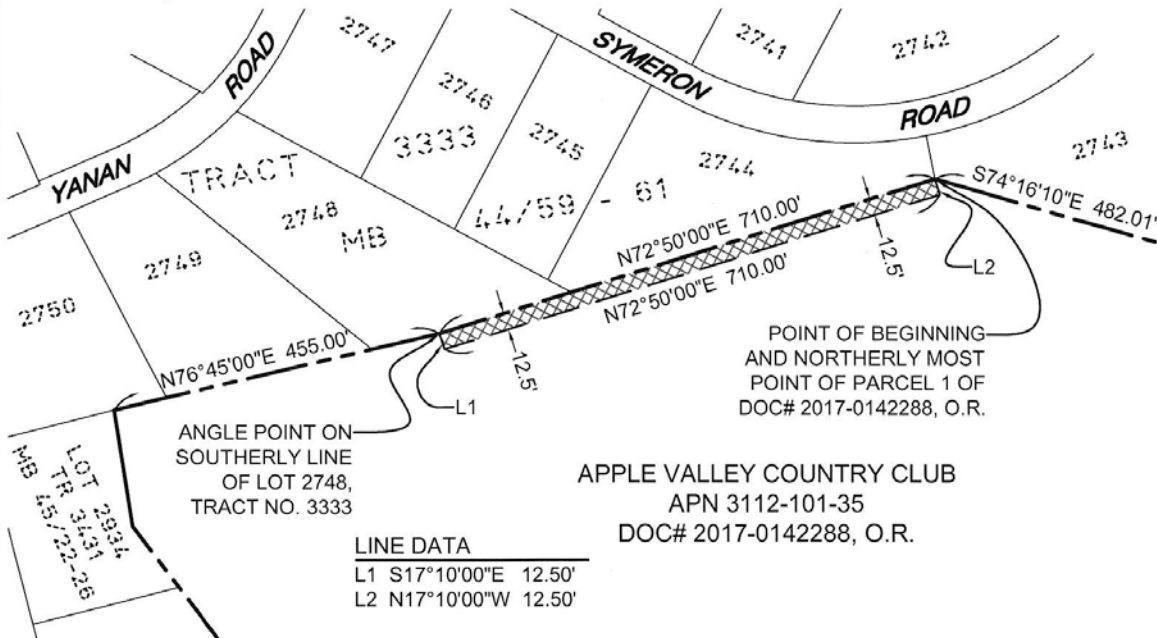 2747
SYMERON
ROAD
2741
2742
YANAN
ROAD
2746
3333
2745
2744
2743
TRACT
2748
MB
44/59 - 61
2749
2750
S74°16'10"E 482.01'
N72°50'00"E 710.00'
N72°50'00"E 710.00'
12.5'
12.5'
L2
L1
N76°45'00"E 455.00'
POINT OF BEGINNING
AND NORTHERLY MOST
POINT OF PARCEL 1 OF
DOC# 2017-0142288, O.R.
ANGLE POINT ON
SOUTHERLY LINE
OF LOT 2748,
TRACT NO. 3333
LOT 2934
TR 3431
MB 45/22-26
APPLE VALLEY COUNTRY CLUB
APN 3112-101-35
DOC# 2017-0142288, O.R.
LINE DATA
L1 S17°10'00"E 12.50'
L2 N17°10'00"W 12.50'